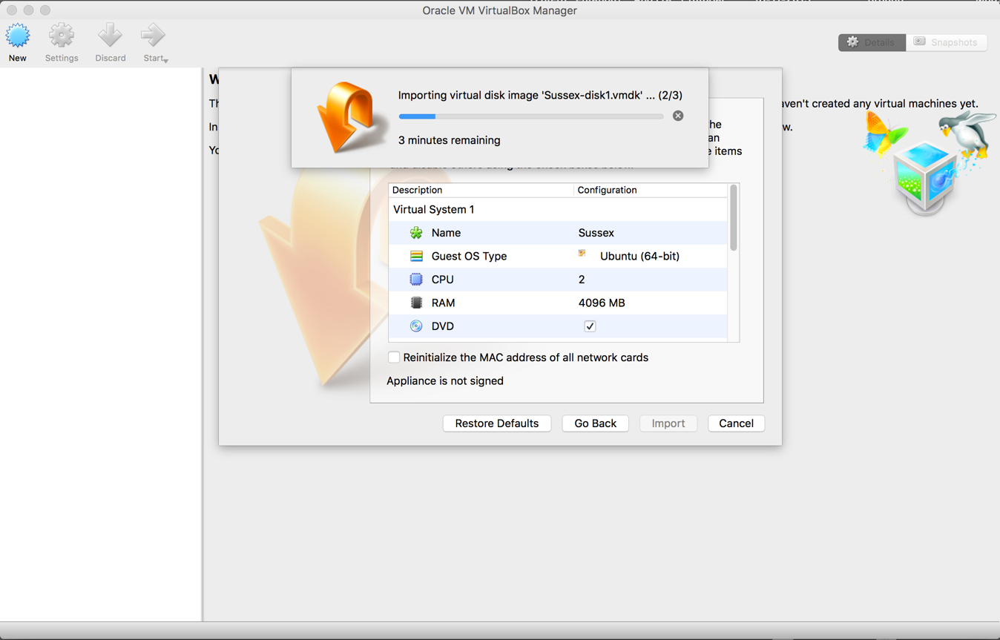 Oracle VM VirtualBox Manager
New
Settings
Discard
Start
Details
Snapshots
W
Th
aven't created any virtual machines yet.
In
w.
Yo
Importing virtual disk image 'Sussex-disk1.vmdk' ... (2/3)
3 minutes remaining
he
an
e items
Description Configuration
Virtual System 1
Name Sussex
Guest OS Type Ubuntu (64-bit)
CPU 2
RAM 4096 MB
DVD
Reinitialize the MAC address of all network cards
Appliance is not signed
Restore Defaults Go Back Import Cancel